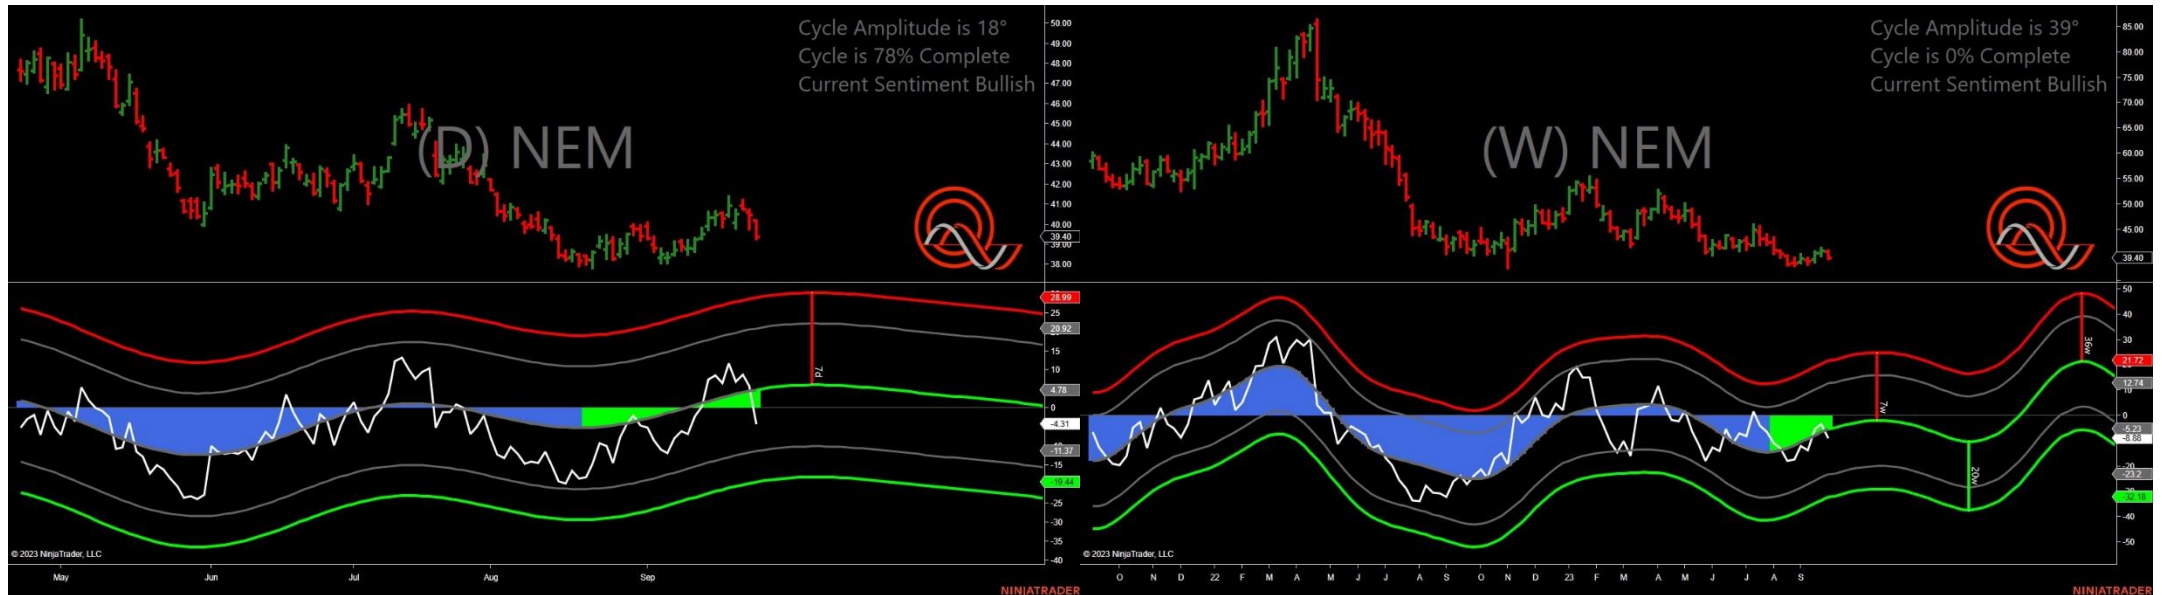 Cycle Amplitude is 18°
Cycle is 78% Complete
Current Sentiment Bullish
(D) NEM
50.00
49.00
48.00
47.00
46.00
45.00
44.00
43.00
42.00
41.00
40.00
39.40
39.00
38.00
28.99
25
20.92
15
10
4.78
0
-4.31
-11.37
-15
-19.44
-25
-30
-35
-40
7d
© 2023 NinjaTrader, LLC
May Jun Jul Aug Sep
NINJATRADER
Cycle Amplitude is 39°
Cycle is 0% Complete
Current Sentiment Bullish
(W) NEM
85.00
80.00
75.00
70.00
65.00
60.00
55.00
50.00
45.00
39.40
50
40
30
21.72
12.74
0
-5.23
-8.88
-23.2
-32.18
-40
-50
7w
20w
36w
© 2023 NinjaTrader, LLC
O N D 22 F M A M J J A S O N D 23 F M A M J J A S
NINJATRADER